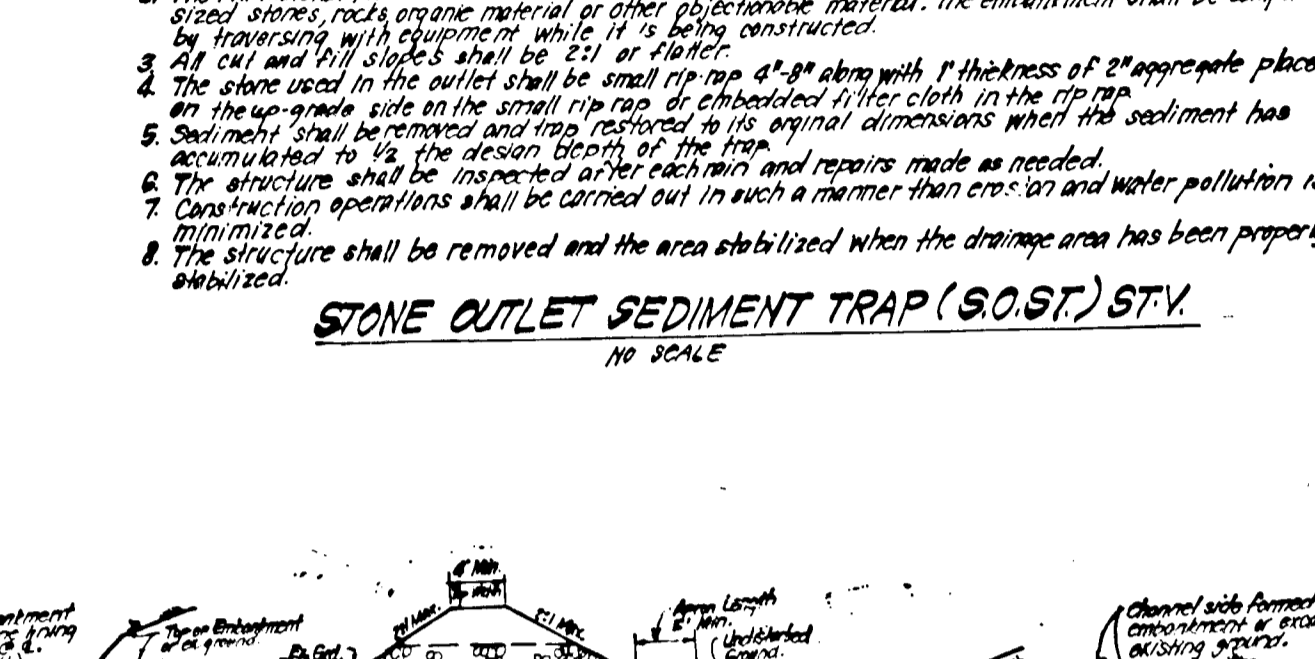 sized stones, rocks, organic material or other objectionable material. The embankment shall be
by traversing with equipment while it is being constructed.
3. All cut and fill slopes shall be 2:1 or flatter.
4. The stone used in the outlet shall be small rip-rap 4"-8" along with 1' thickness of 2" aggregate place
on the up-grade side on the small rip rap or embedded filter cloth in the rip rap.
5. Sediment shall be removed and trap restored to its orginal dimensions when the sediment has
accumulated to 1/2 the design depth of the trap.
6. The structure shall be inspected after each rain and repairs made as needed.
7. Construction operations shall be carried out in such a manner than erosion and water pollution is
minimized.
8. The structure shall be removed and the area stabilized when the drainage area has been properl
stabilized.
STONE OUTLET SEDIMENT TRAP (S.O.S.T.) ST-V.
NO SCALE
Min.
Top of Embankment
or ex. ground.
Ex. Grd.
2:1 Max.
2:1 Max.
Apron Length
2' Min.
Undisturbed
Ground.
Channel side formed
embankment or exca
existing ground.